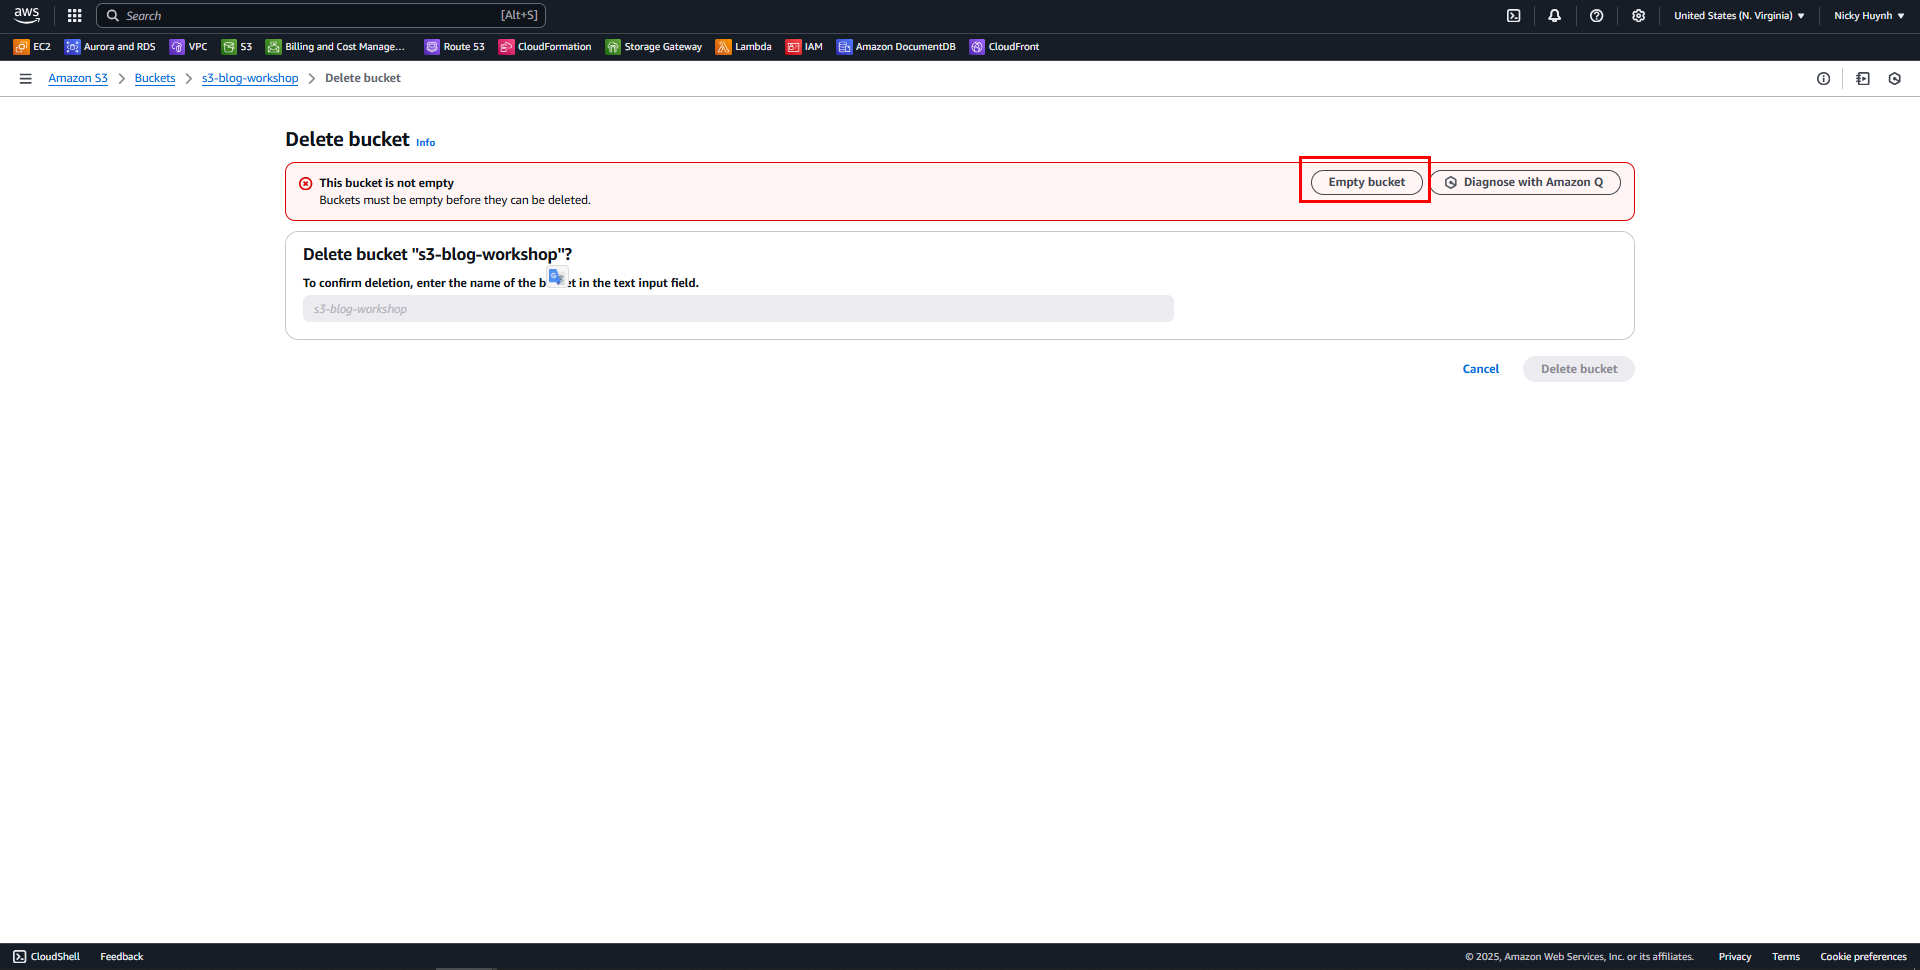 aws
Search [Alt+S] United States (N. Virginia) Nicky Huynh
EC2 Aurora and RDS VPC S3 Billing and Cost Manage... Route 53 CloudFormation Storage Gateway Lambda IAM Amazon DocumentDB CloudFront
Amazon S3 Buckets s3-blog-workshop Delete bucket
Delete bucket Info
This bucket is not empty
Buckets must be empty before they can be deleted.
Empty bucket Diagnose with Amazon Q
Delete bucket "s3-blog-workshop"?
To confirm deletion, enter the name of the b et in the text input field.
s3-blog-workshop
Cancel Delete bucket
CloudShell Feedback © 2025, Amazon Web Services, Inc. or its affiliates. Privacy Terms Cookie preferences